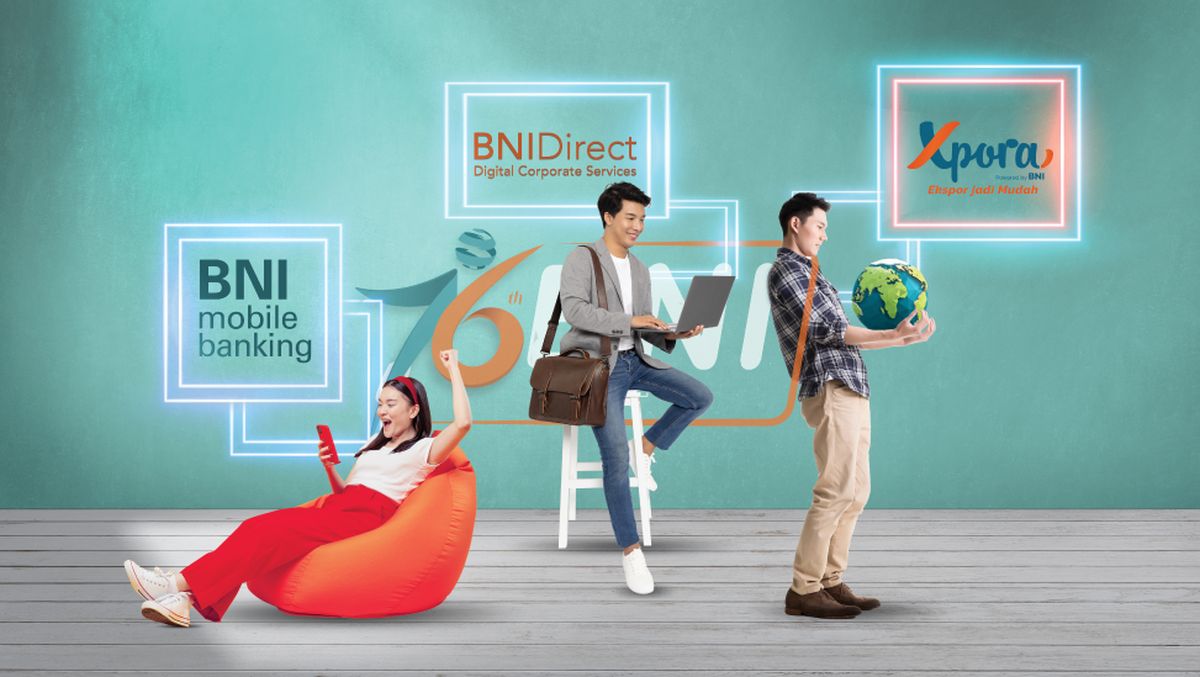 BNIDirect
Digital Corporate Services
Xpora
Powered by BNI
Ekspor jadi Mudah
BNI
mobile
banking
76th BNI